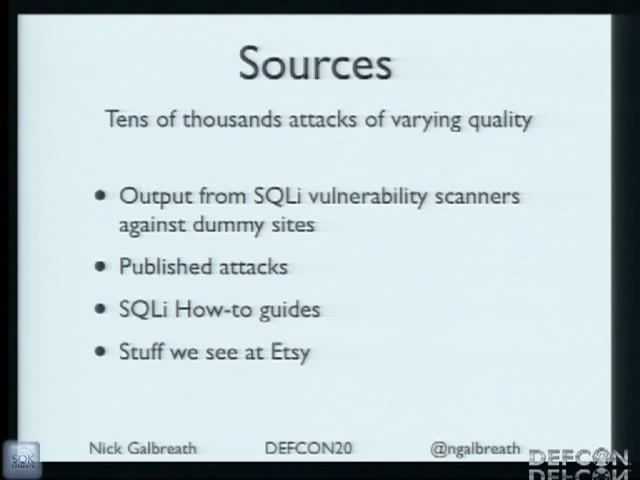 Sources
Tens of thousands attacks of varying quality
• Output from SQLi vulnerability scanners
against dummy sites
• Published attacks
• SQLi How-to guides
• Stuff we see at Etsy
Nick Galbreath DEFCON20 @ngalbreath
DEFCON
DEFCON